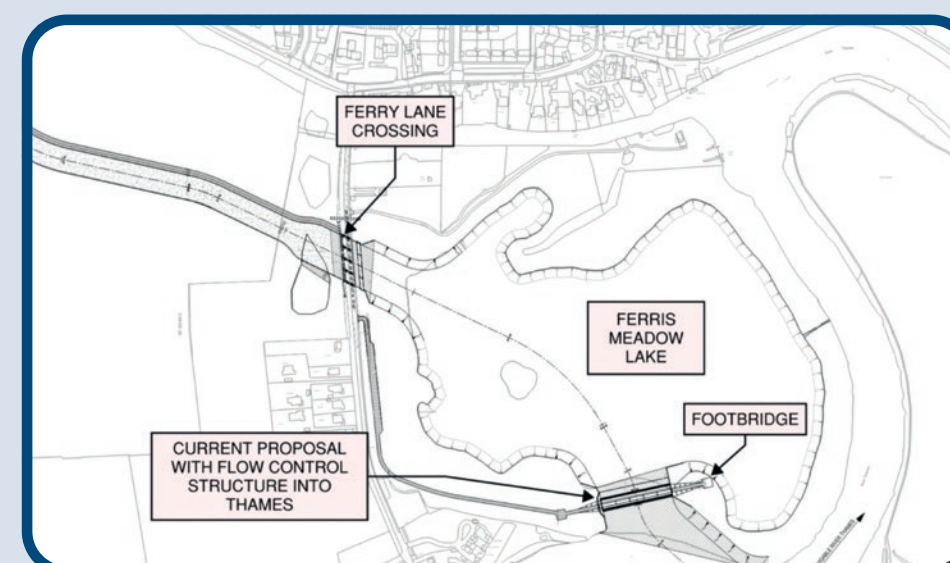 FERRY LANE
CROSSING
FERRIS
MEADOW
LAKE
FOOTBRIDGE
CURRENT PROPOSAL
WITH FLOW CONTROL
STRUCTURE INTO
THAMES